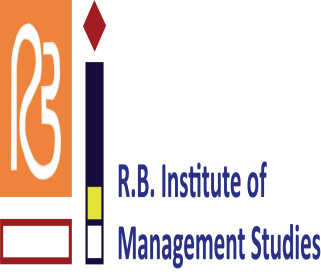 RB
R.B. Institute of
Management Studies